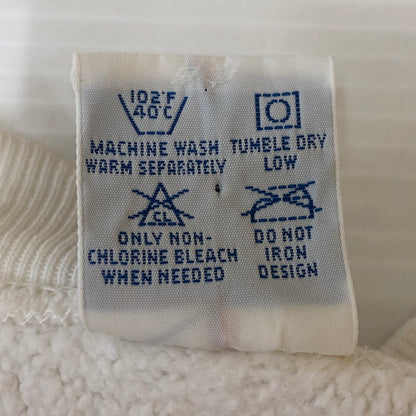 102°F
40°C
MACHINE WASH
WARM SEPARATELY
TUMBLE DRY
LOW
CL
ONLY NON-
CHLORINE BLEACH
WHEN NEEDED
DO NOT
IRON
DESIGN